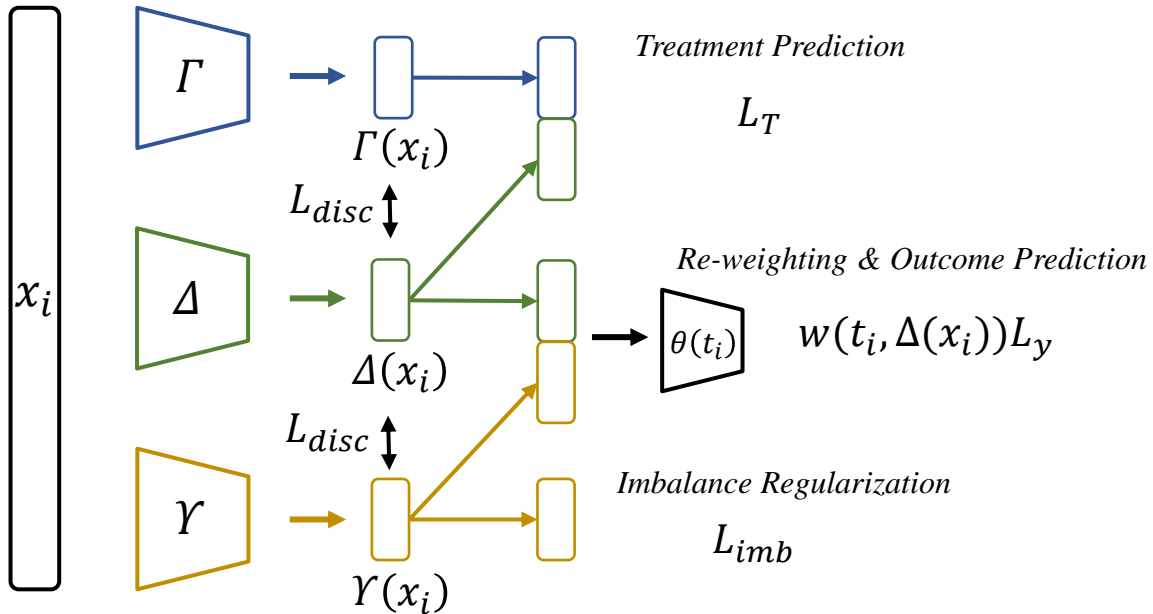 x_i
Γ
Γ(x_i)
Treatment Prediction
L_T
L_disc
Δ
Δ(x_i)
Re-weighting & Outcome Prediction
θ(t_i)
w(t_i, Δ(x_i))L_y
L_disc
Υ
Υ(x_i)
Imbalance Regularization
L_imb